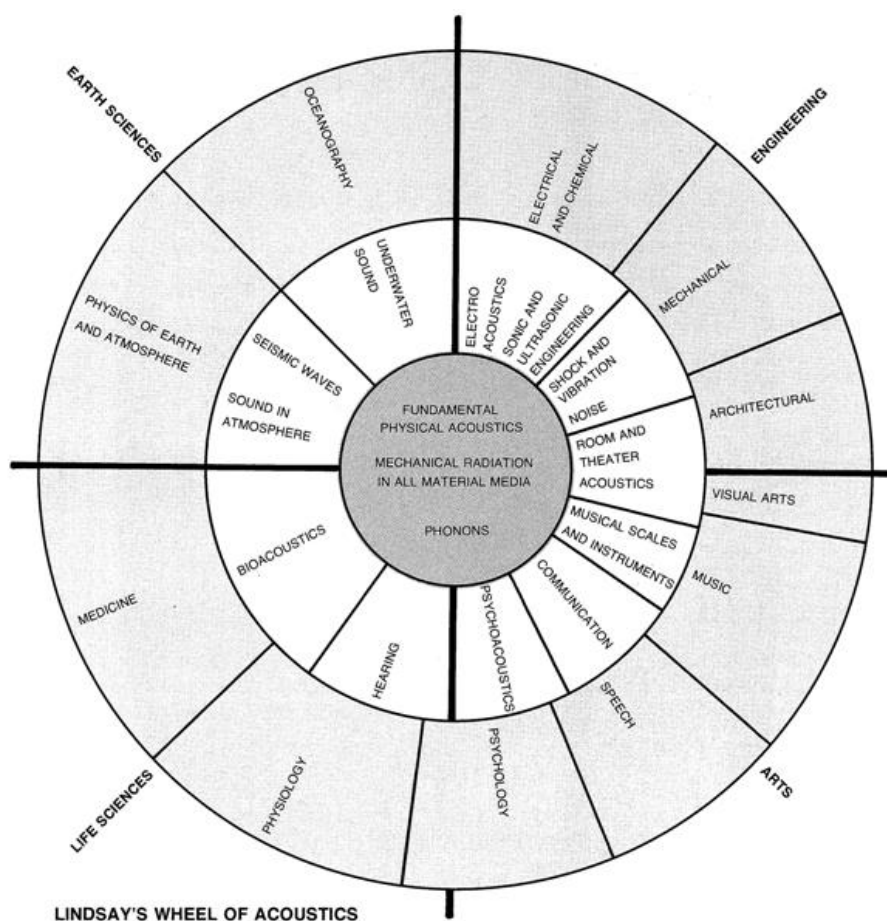 EARTH SCIENCES
ENGINEERING
OCEANOGRAPHY
ELECTRICAL
AND CHEMICAL
MECHANICAL
ARCHITECTURAL
VISUAL ARTS
MUSIC
SPEECH
PSYCHOLOGY
PHYSIOLOGY
MEDICINE
PHYSICS OF EARTH
AND ATMOSPHERE
UNDERWATER
SOUND
ELECTRO
ACOUSTICS
SONIC AND
ULTRASONIC
ENGINEERING
SHOCK AND
VIBRATION
NOISE
ROOM AND
THEATER
ACOUSTICS
MUSICAL SCALES
AND INSTRUMENTS
COMMUNICATION
PSYCHOACOUSTICS
HEARING
BIOACOUSTICS
SEISMIC WAVES
SOUND IN
ATMOSPHERE
FUNDAMENTAL
PHYSICAL ACOUSTICS
MECHANICAL RADIATION
IN ALL MATERIAL MEDIA
PHONONS
LIFE SCIENCES
ARTS
LINDSAY'S WHEEL OF ACOUSTICS